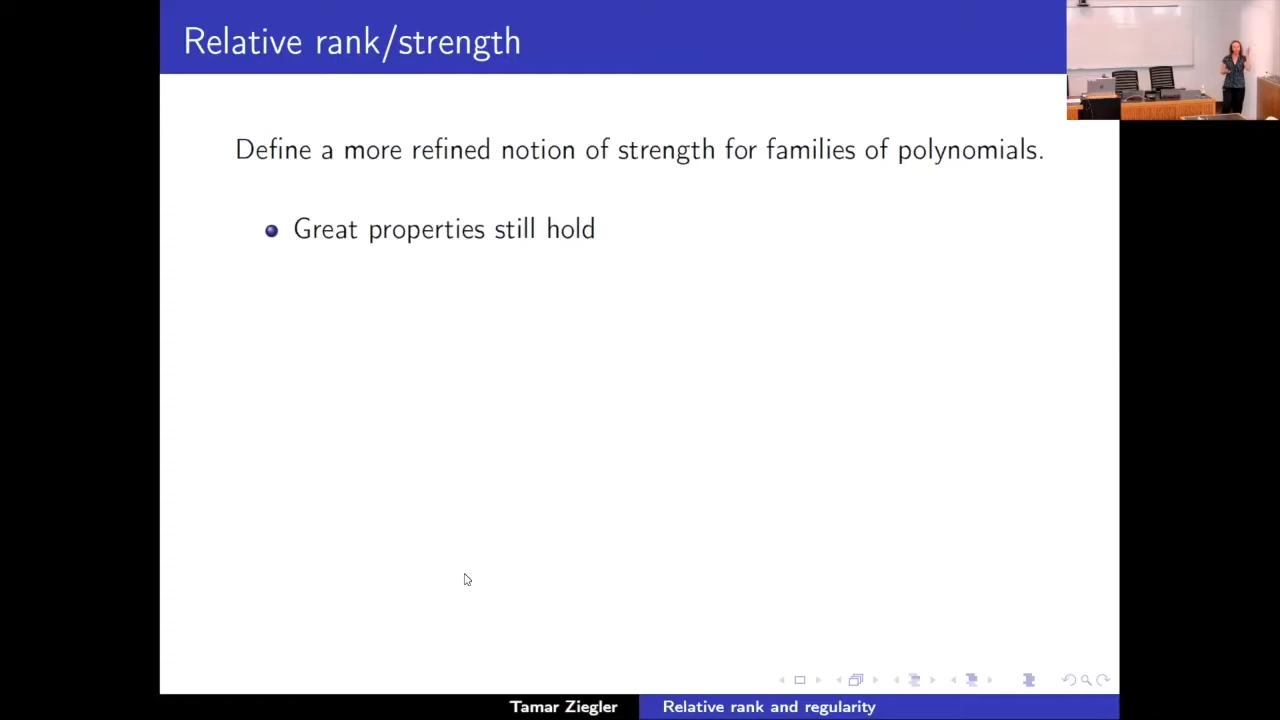 Relative rank/strength
Define a more refined notion of strength for families of polynomials.
Great properties still hold
Tamar Ziegler
Relative rank and regularity